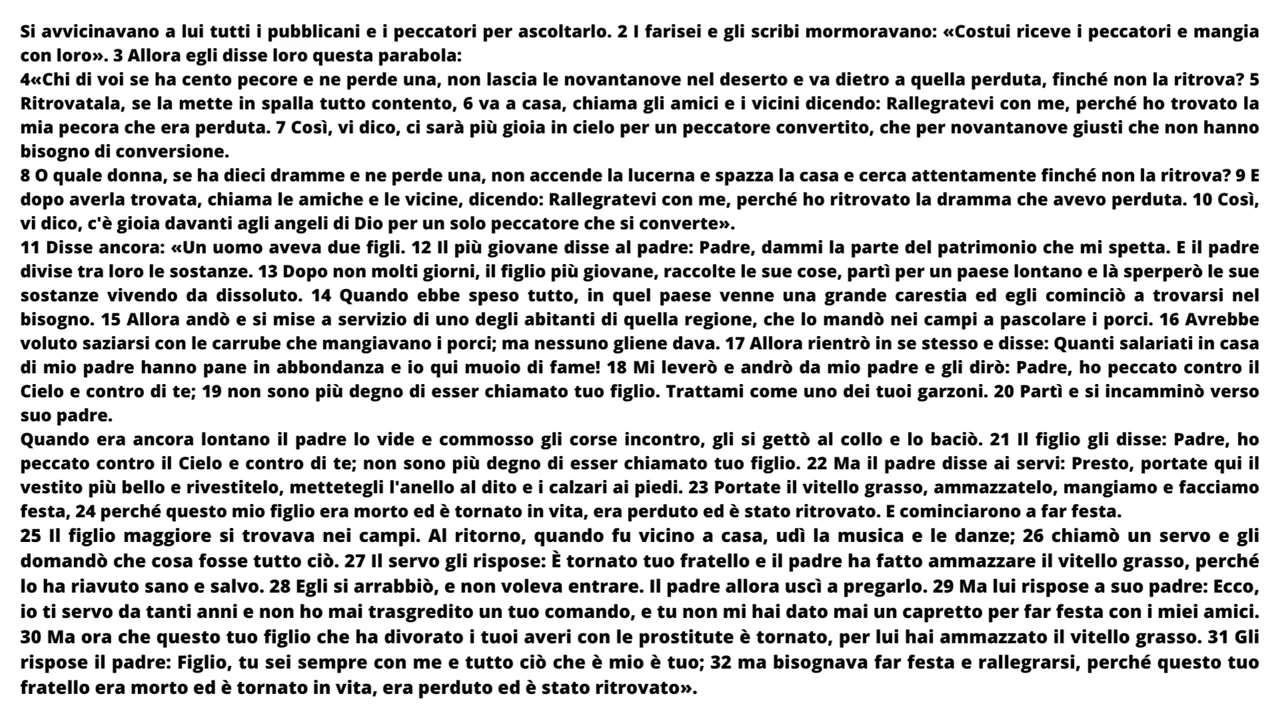 Si avvicinavano a lui tutti i pubblicani e i peccatori per ascoltarlo. 2 I farisei e gli scribi mormoravano: «Costui riceve i peccatori e mangia
con loro». 3 Allora egli disse loro questa parabola:
4«Chi di voi se ha cento pecore e ne perde una, non lascia le novantanove nel deserto e va dietro a quella perduta, finché non la ritrova? 5
Ritrovatala, se la mette in spalla tutto contento, 6 va a casa, chiama gli amici e i vicini dicendo: Rallegratevi con me, perché ho trovato la
mia pecora che era perduta. 7 Così, vi dico, ci sarà più gioia in cielo per un peccatore convertito, che per novantanove giusti che non hanno
bisogno di conversione.
8 O quale donna, se ha dieci dramme e ne perde una, non accende la lucerna e spazza la casa e cerca attentamente finché non la ritrova? 9 E
dopo averla trovata, chiama le amiche e le vicine, dicendo: Rallegratevi con me, perché ho ritrovato la dramma che avevo perduta. 10 Così,
vi dico, c'è gioia davanti agli angeli di Dio per un solo peccatore che si converte».
11 Disse ancora: «Un uomo aveva due figli. 12 Il più giovane disse al padre: Padre, dammi la parte del patrimonio che mi spetta. E il padre
divise tra loro le sostanze. 13 Dopo non molti giorni, il figlio più giovane, raccolte le sue cose, partì per un paese lontano e là sperperò le sue
sostanze vivendo da dissoluto. 14 Quando ebbe speso tutto, in quel paese venne una grande carestia ed egli cominciò a trovarsi nel
bisogno. 15 Allora andò e si mise a servizio di uno degli abitanti di quella regione, che lo mandò nei campi a pascolare i porci. 16 Avrebbe
voluto saziarsi con le carrube che mangiavano i porci; ma nessuno gliene dava. 17 Allora rientrò in se stesso e disse: Quanti salariati in casa
di mio padre hanno pane in abbondanza e io qui muoio di fame! 18 Mi leverò e andrò da mio padre e gli dirò: Padre, ho peccato contro il
Cielo e contro di te; 19 non sono più degno di esser chiamato tuo figlio. Trattami come uno dei tuoi garzoni. 20 Partì e si incamminò verso
suo padre.
Quando era ancora lontano il padre lo vide e commosso gli corse incontro, gli si gettò al collo e lo baciò. 21 Il figlio gli disse: Padre, ho
peccato contro il Cielo e contro di te; non sono più degno di esser chiamato tuo figlio. 22 Ma il padre disse ai servi: Presto, portate qui il
vestito più bello e rivestitelo, mettetegli l'anello al dito e i calzari ai piedi. 23 Portate il vitello grasso, ammazzatelo, mangiamo e facciamo
festa, 24 perché questo mio figlio era morto ed è tornato in vita, era perduto ed è stato ritrovato. E cominciarono a far festa.
25 Il figlio maggiore si trovava nei campi. Al ritorno, quando fu vicino a casa, udì la musica e le danze; 26 chiamò un servo e gli
domandò che cosa fosse tutto ciò. 27 Il servo gli rispose: È tornato tuo fratello e il padre ha fatto ammazzare il vitello grasso, perché
lo ha riavuto sano e salvo. 28 Egli si arrabbiò, e non voleva entrare. Il padre allora uscì a pregarlo. 29 Ma lui rispose a suo padre: Ecco,
io ti servo da tanti anni e non ho mai trasgredito un tuo comando, e tu non mi hai dato mai un capretto per far festa con i miei amici.
30 Ma ora che questo tuo figlio che ha divorato i tuoi averi con le prostitute è tornato, per lui hai ammazzato il vitello grasso. 31 Gli
rispose il padre: Figlio, tu sei sempre con me e tutto ciò che è mio è tuo; 32 ma bisognava far festa e rallegrarsi, perché questo tuo
fratello era morto ed è tornato in vita, era perduto ed è stato ritrovato».